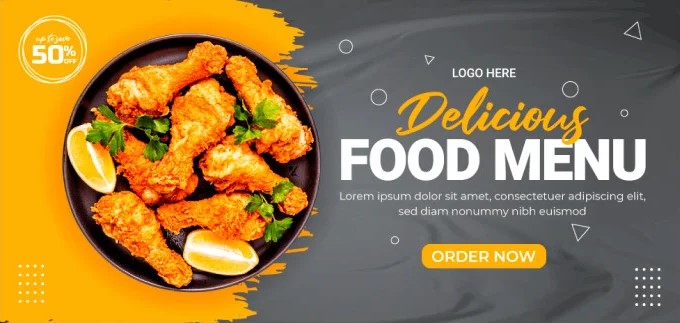 up to save
50%
OFF
LOGO HERE
Delicious
FOOD MENU
Lorem ipsum dolor sit amet, consectetuer adipiscing elit,
sed diam nonummy nibh euismod
ORDER NOW